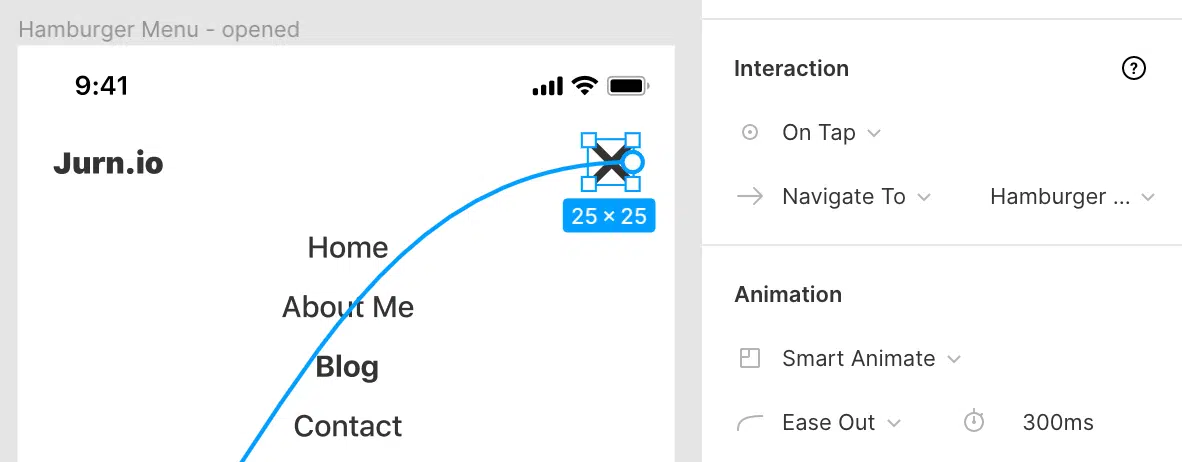 Hamburger Menu - opened
9:41
Jurn.io
25 × 25
Home
About Me
Blog
Contact
Interaction
?
On Tap
Navigate To Hamburger ...
Animation
Smart Animate
Ease Out 300ms